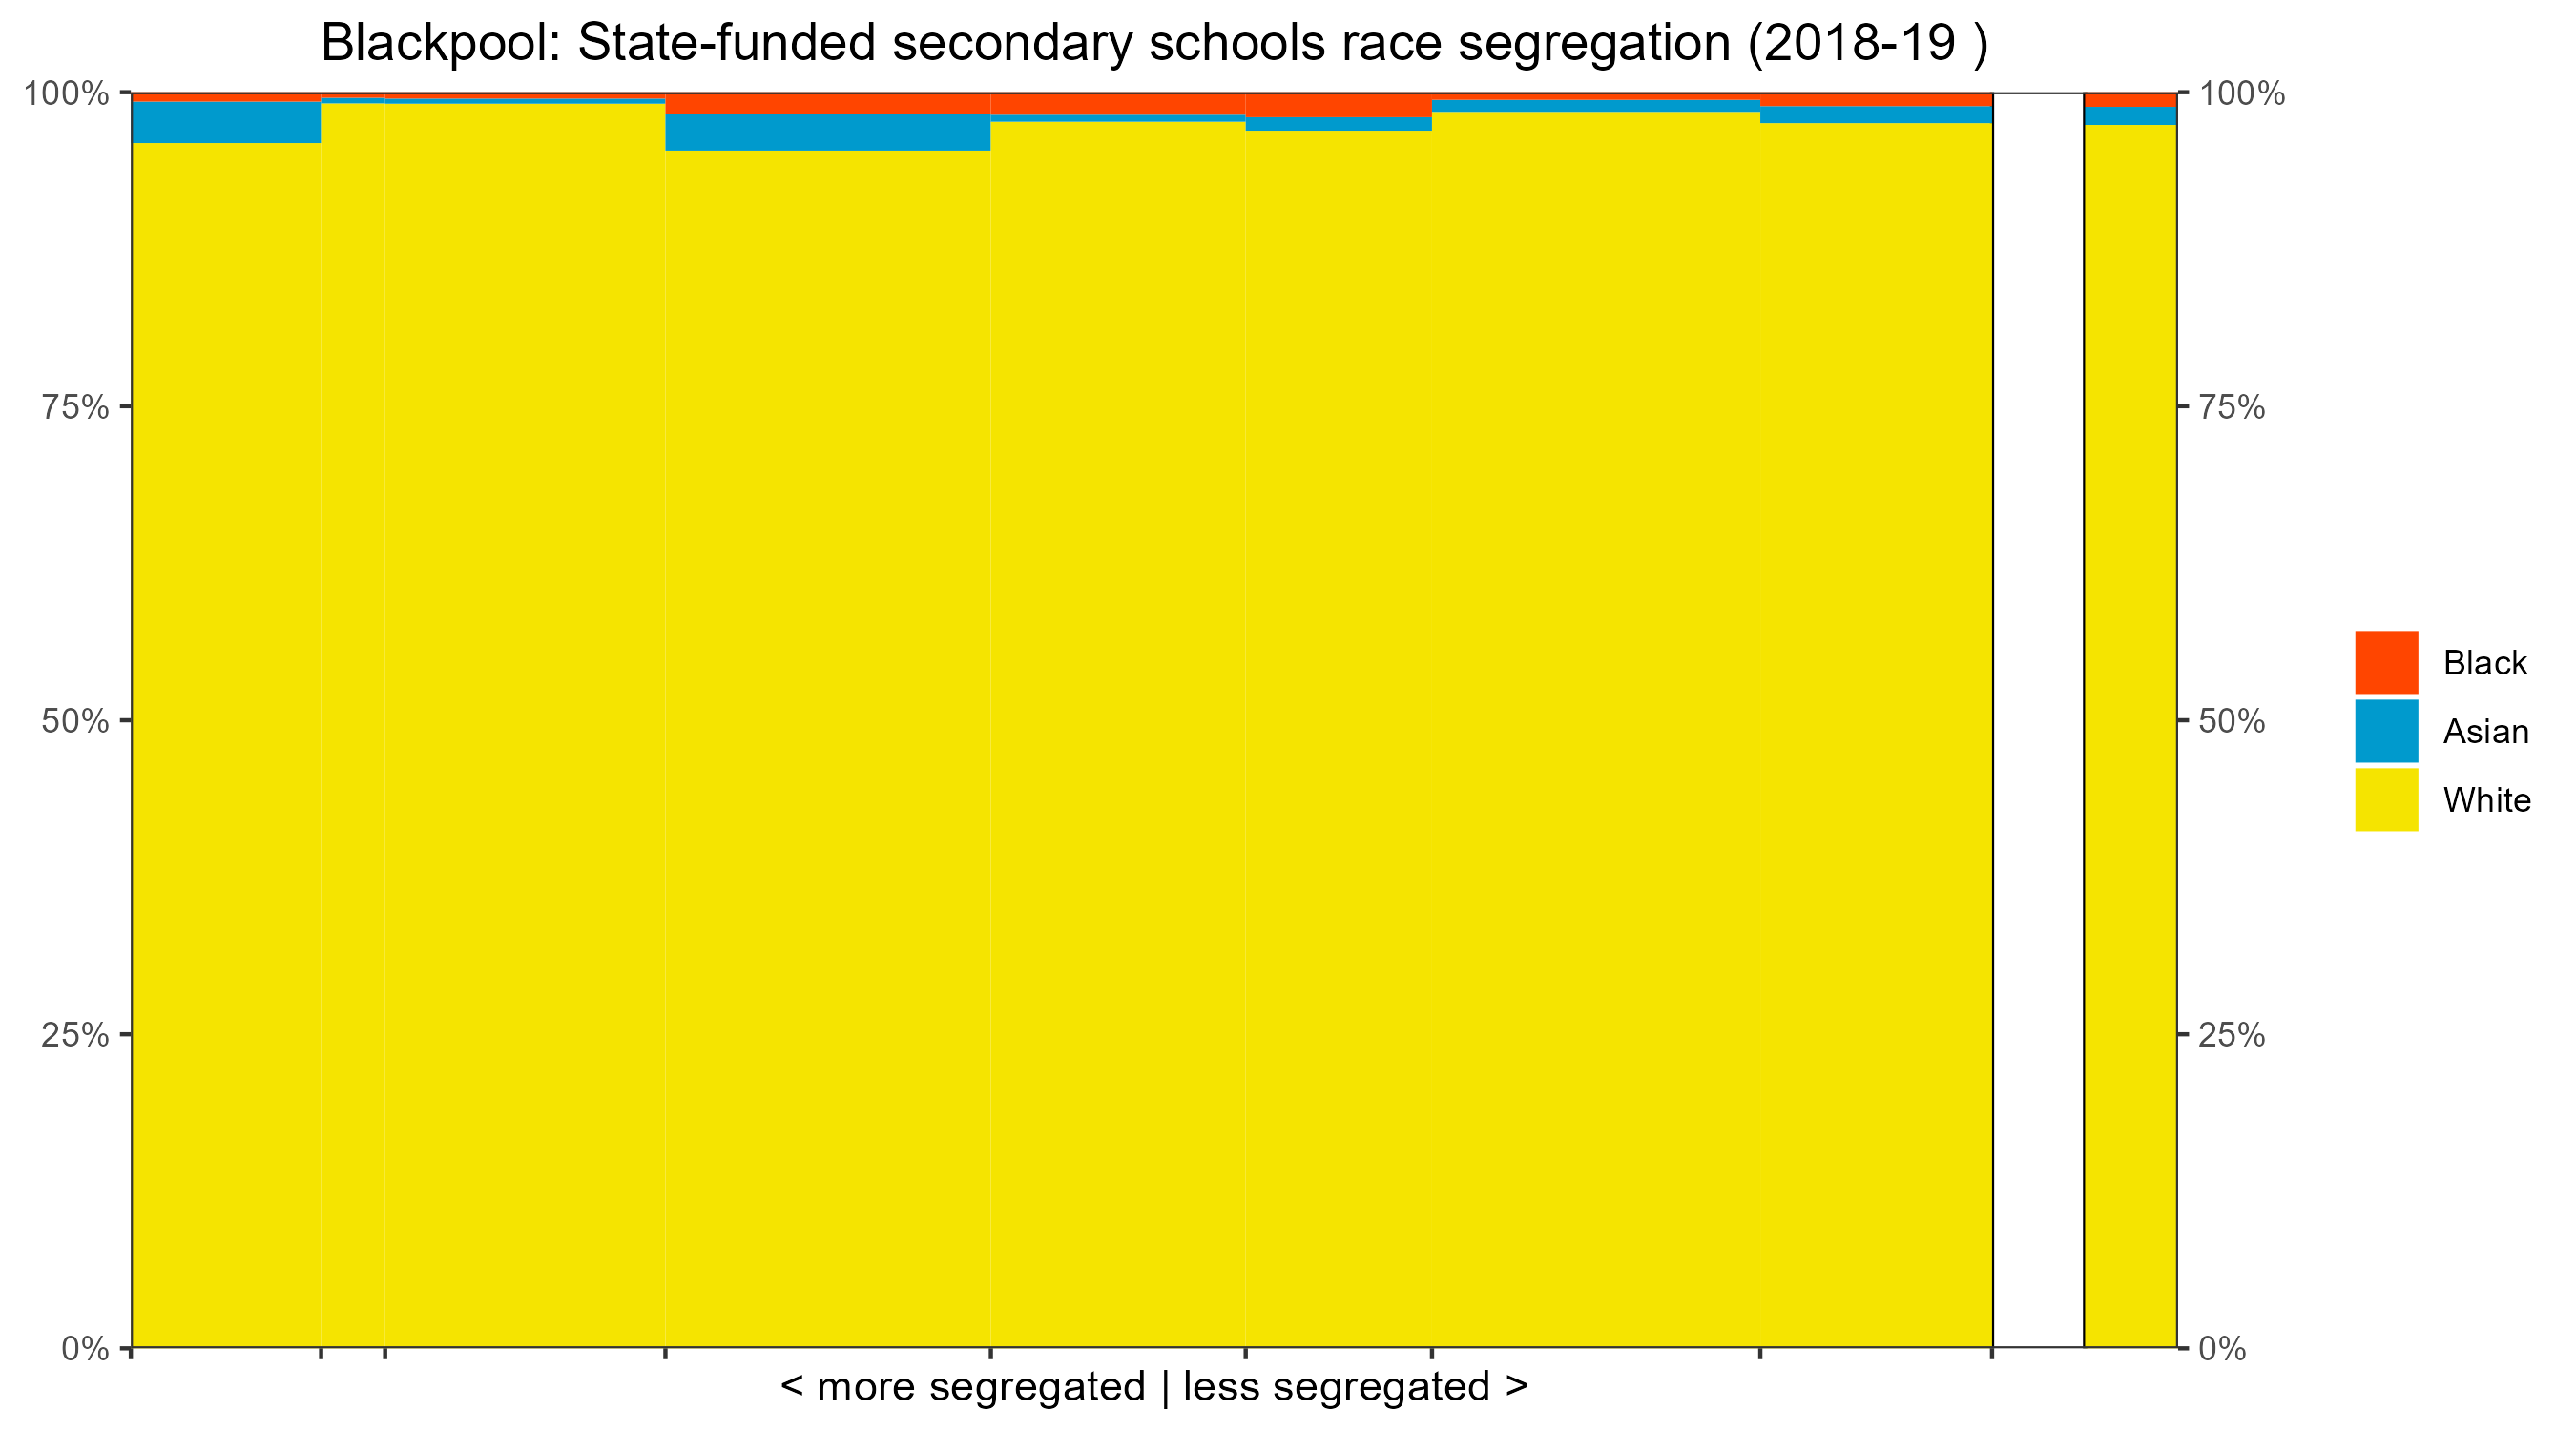 Blackpool: State-funded secondary schools race segregation (2018-19 )
100%
75%
50%
25%
0%
100%
75%
50%
25%
0%
Black
Asian
White
< more segregated | less segregated >